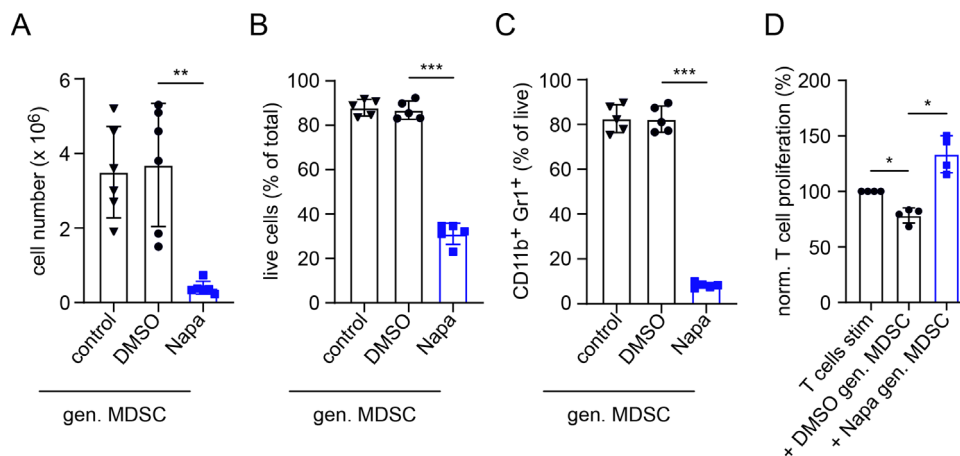 A
cell number (x 10⁶)
6
4
2
0
**
control
DMSO
Napa
gen. MDSC
B
live cells (% of total)
100
80
60
40
20
0
***
control
DMSO
Napa
gen. MDSC
C
CD11b⁺ Gr1⁺ (% of live)
100
80
60
40
20
0
***
control
DMSO
Napa
gen. MDSC
D
norm. T cell proliferation (%)
200
150
100
50
0
*
*
T cells stim
+ DMSO gen. MDSC
+ Napa gen. MDSC